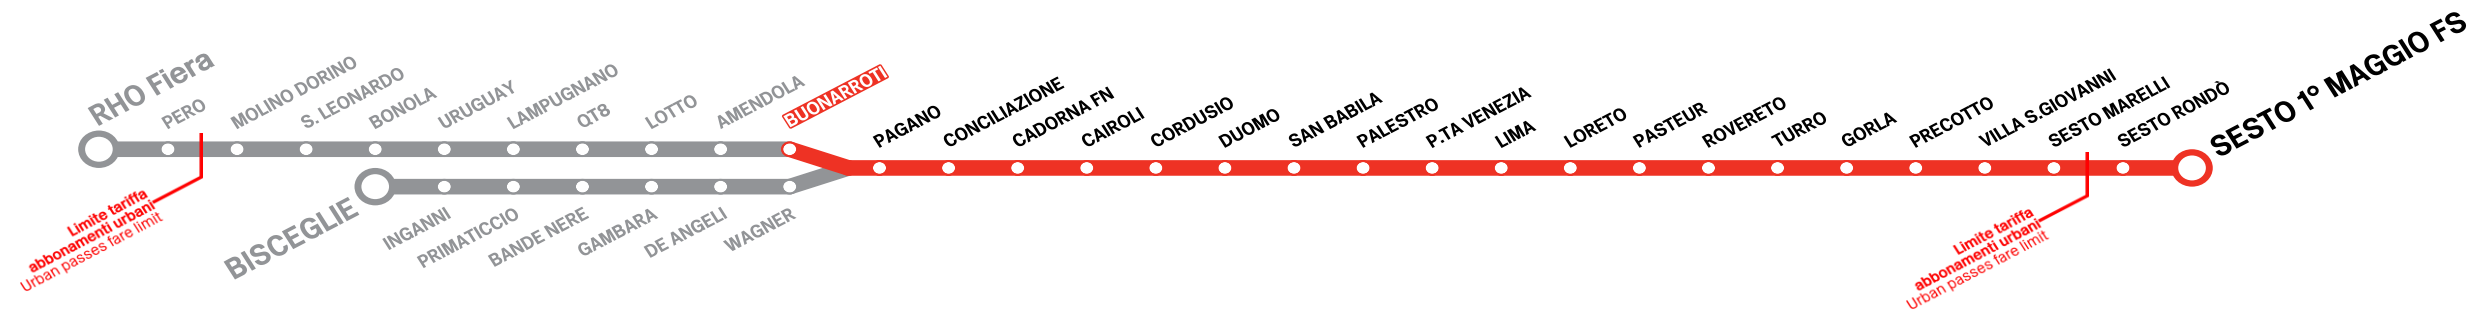 RHO Fiera
PERO
MOLINO DORINO
S. LEONARDO
BONOLA
URUGUAY
LAMPUGNANO
QT8
LOTTO
AMENDOLA
BUONARROTI
PAGANO
CONCILIAZIONE
CADORNA FN
CAIROLI
CORDUSIO
DUOMO
SAN BABILA
PALESTRO
P.TA VENEZIA
LIMA
LORETO
PASTEUR
ROVERETO
TURRO
GORLA
PRECOTTO
VILLA S.GIOVANNI
SESTO MARELLI
SESTO RONDÒ
SESTO 1° MAGGIO FS
Limite tariffa
abbonamenti urbani
Urban passes fare limit
BISCEGLIE
INGANNI
PRIMATICCIO
BANDE NERE
GAMBARA
DE ANGELI
WAGNER
Limite tariffa
abbonamenti urbani
Urban passes fare limit